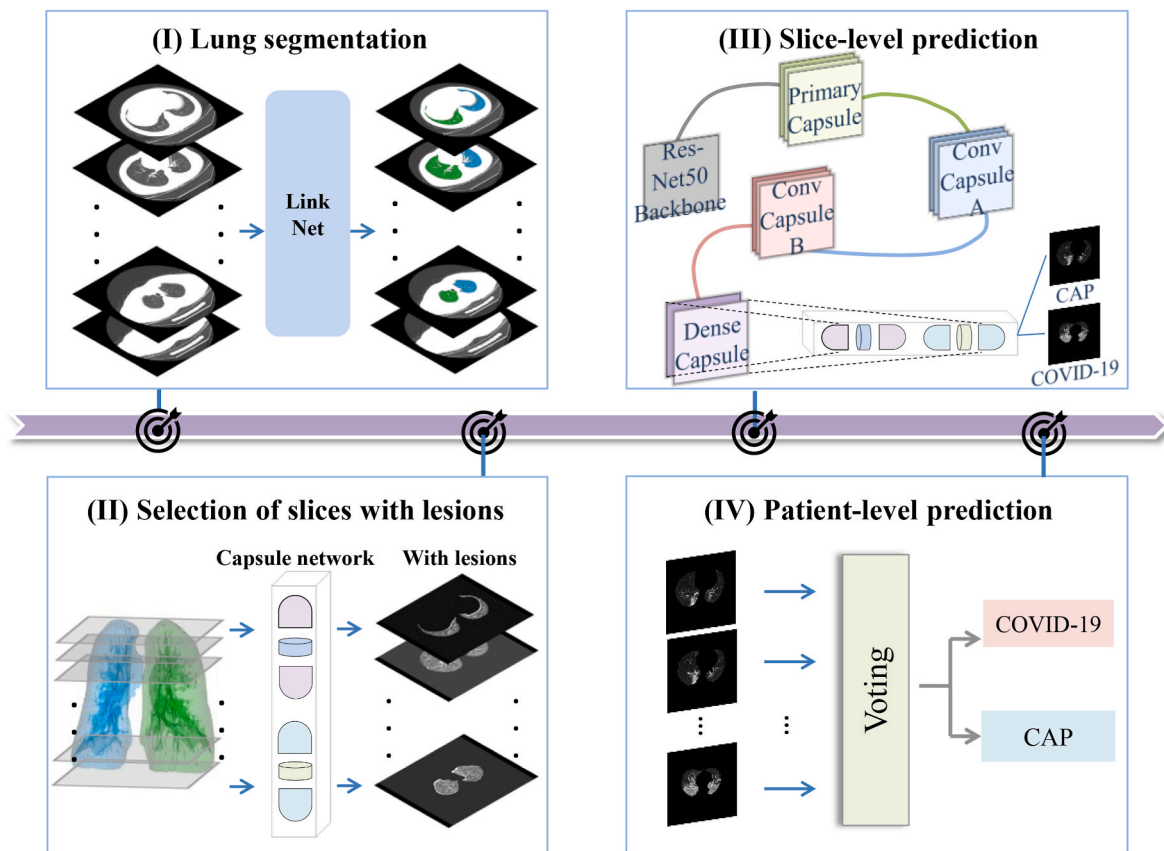 (I) Lung segmentation
Link
Net
(III) Slice-level prediction
Primary
Capsule
Res-
Net50
Backbone
Conv
Capsule
A
Conv
Capsule
B
Dense
Capsule
CAP
COVID-19
(II) Selection of slices with lesions
Capsule network
With lesions
(IV) Patient-level prediction
Voting
COVID-19
CAP